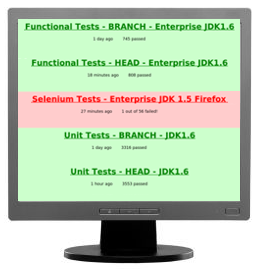 Functional Tests - BRANCH - Enterprise JDK1.6
1 day ago 745 passed
Functional Tests - HEAD - Enterprise JDK1.6
28 minutes ago 808 passed
Selenium Tests - Enterprise JDK 1.5 Firefox
27 minutes ago 1 out of 56 failed!
Unit Tests - BRANCH - JDK1.6
1 day ago 3316 passed
Unit Tests - HEAD - JDK1.6
1 hour ago 3553 passed